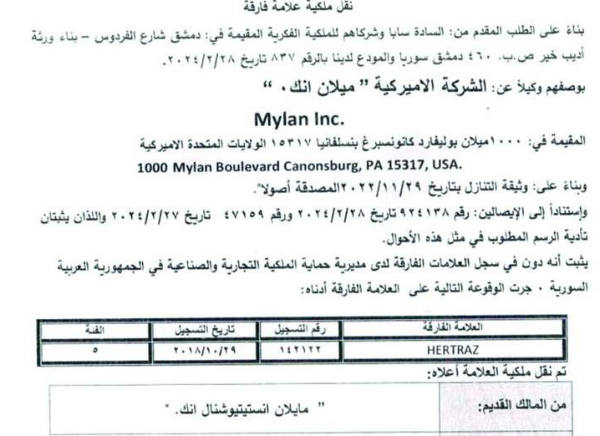 نقل ملكية علامة فارقة
بناءً على الطلب المقدم من: السادة سابا وشركاهم للملكية الفكرية المقيمة في: دمشق شارع الفردوس – بناء ورثة
أديب خير ص.ب. ٤٦٠ دمشق سوريا والمودع لدينا بالرقم ٨٣٧ تاريخ ٢٠٢٤/٢/٢٨.
بوصفهم وكيلاً عن: الشركة الاميركية " ميلان انك٠ "
Mylan Inc.
المقيمة في: ١٠٠٠ميلان بوليفارد كانونسبرغ بنسلفانيا ١٥٣١٧ الولايات المتحدة الاميركية
1000 Mylan Boulevard Canonsburg, PA 15317, USA.
وبناءً على: وثيقة التنازل بتاريخ ٢٠٢٢/١١/٢٩المصدقة أصولاً".
وإستناداً إلى الإيصالين: رقم ٩٢٤١٣٨ تاريخ ٢٠٢٤/٢/٢٨ ورقم ٤٧١٥٩ تاريخ ٢٠٢٤/٢/٢٧ واللذان يثبتان
تأدية الرسم المطلوب في مثل هذه الأحوال.
يثبت أنه دون في سجل العلامات الفارقة لدى مديرية حماية الملكية التجارية والصناعية في الجمهورية العربية
السورية ٠ جرت الوقوعة التالية على العلامة الفارقة أدناه:
العلامة الفارقة رقم التسجيل تاريخ التسجيل الفئة
HERTRAZ ١٤٢١٢٢ ٢٠١٨/١٠/٢٩ ٥
تم نقل ملكية العلامة أعلاه:
من المالك القديم: " مايلان انستيتيوشنال انك. "